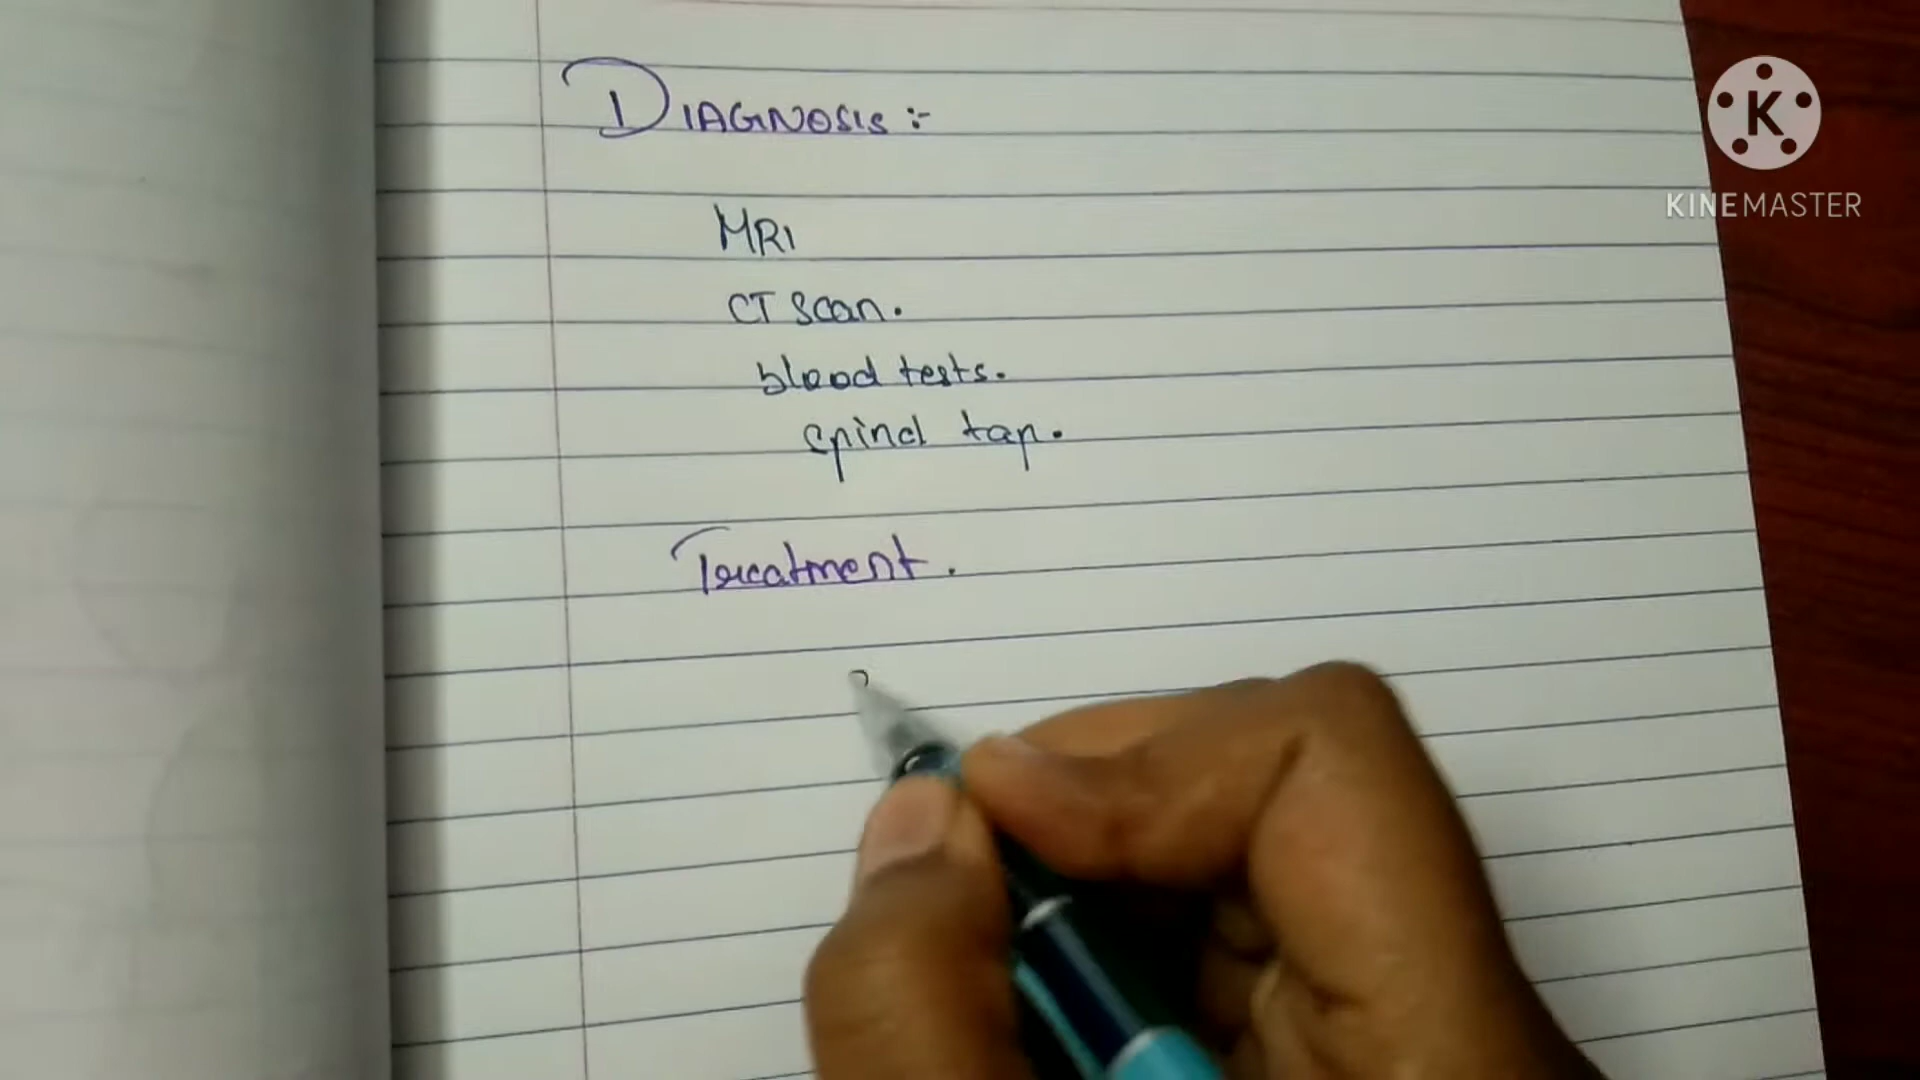 DIAGNOSIS :-
MRI
CT Scan.
blood tests.
Spinal tap.
Treatment.
K
KINEMASTER